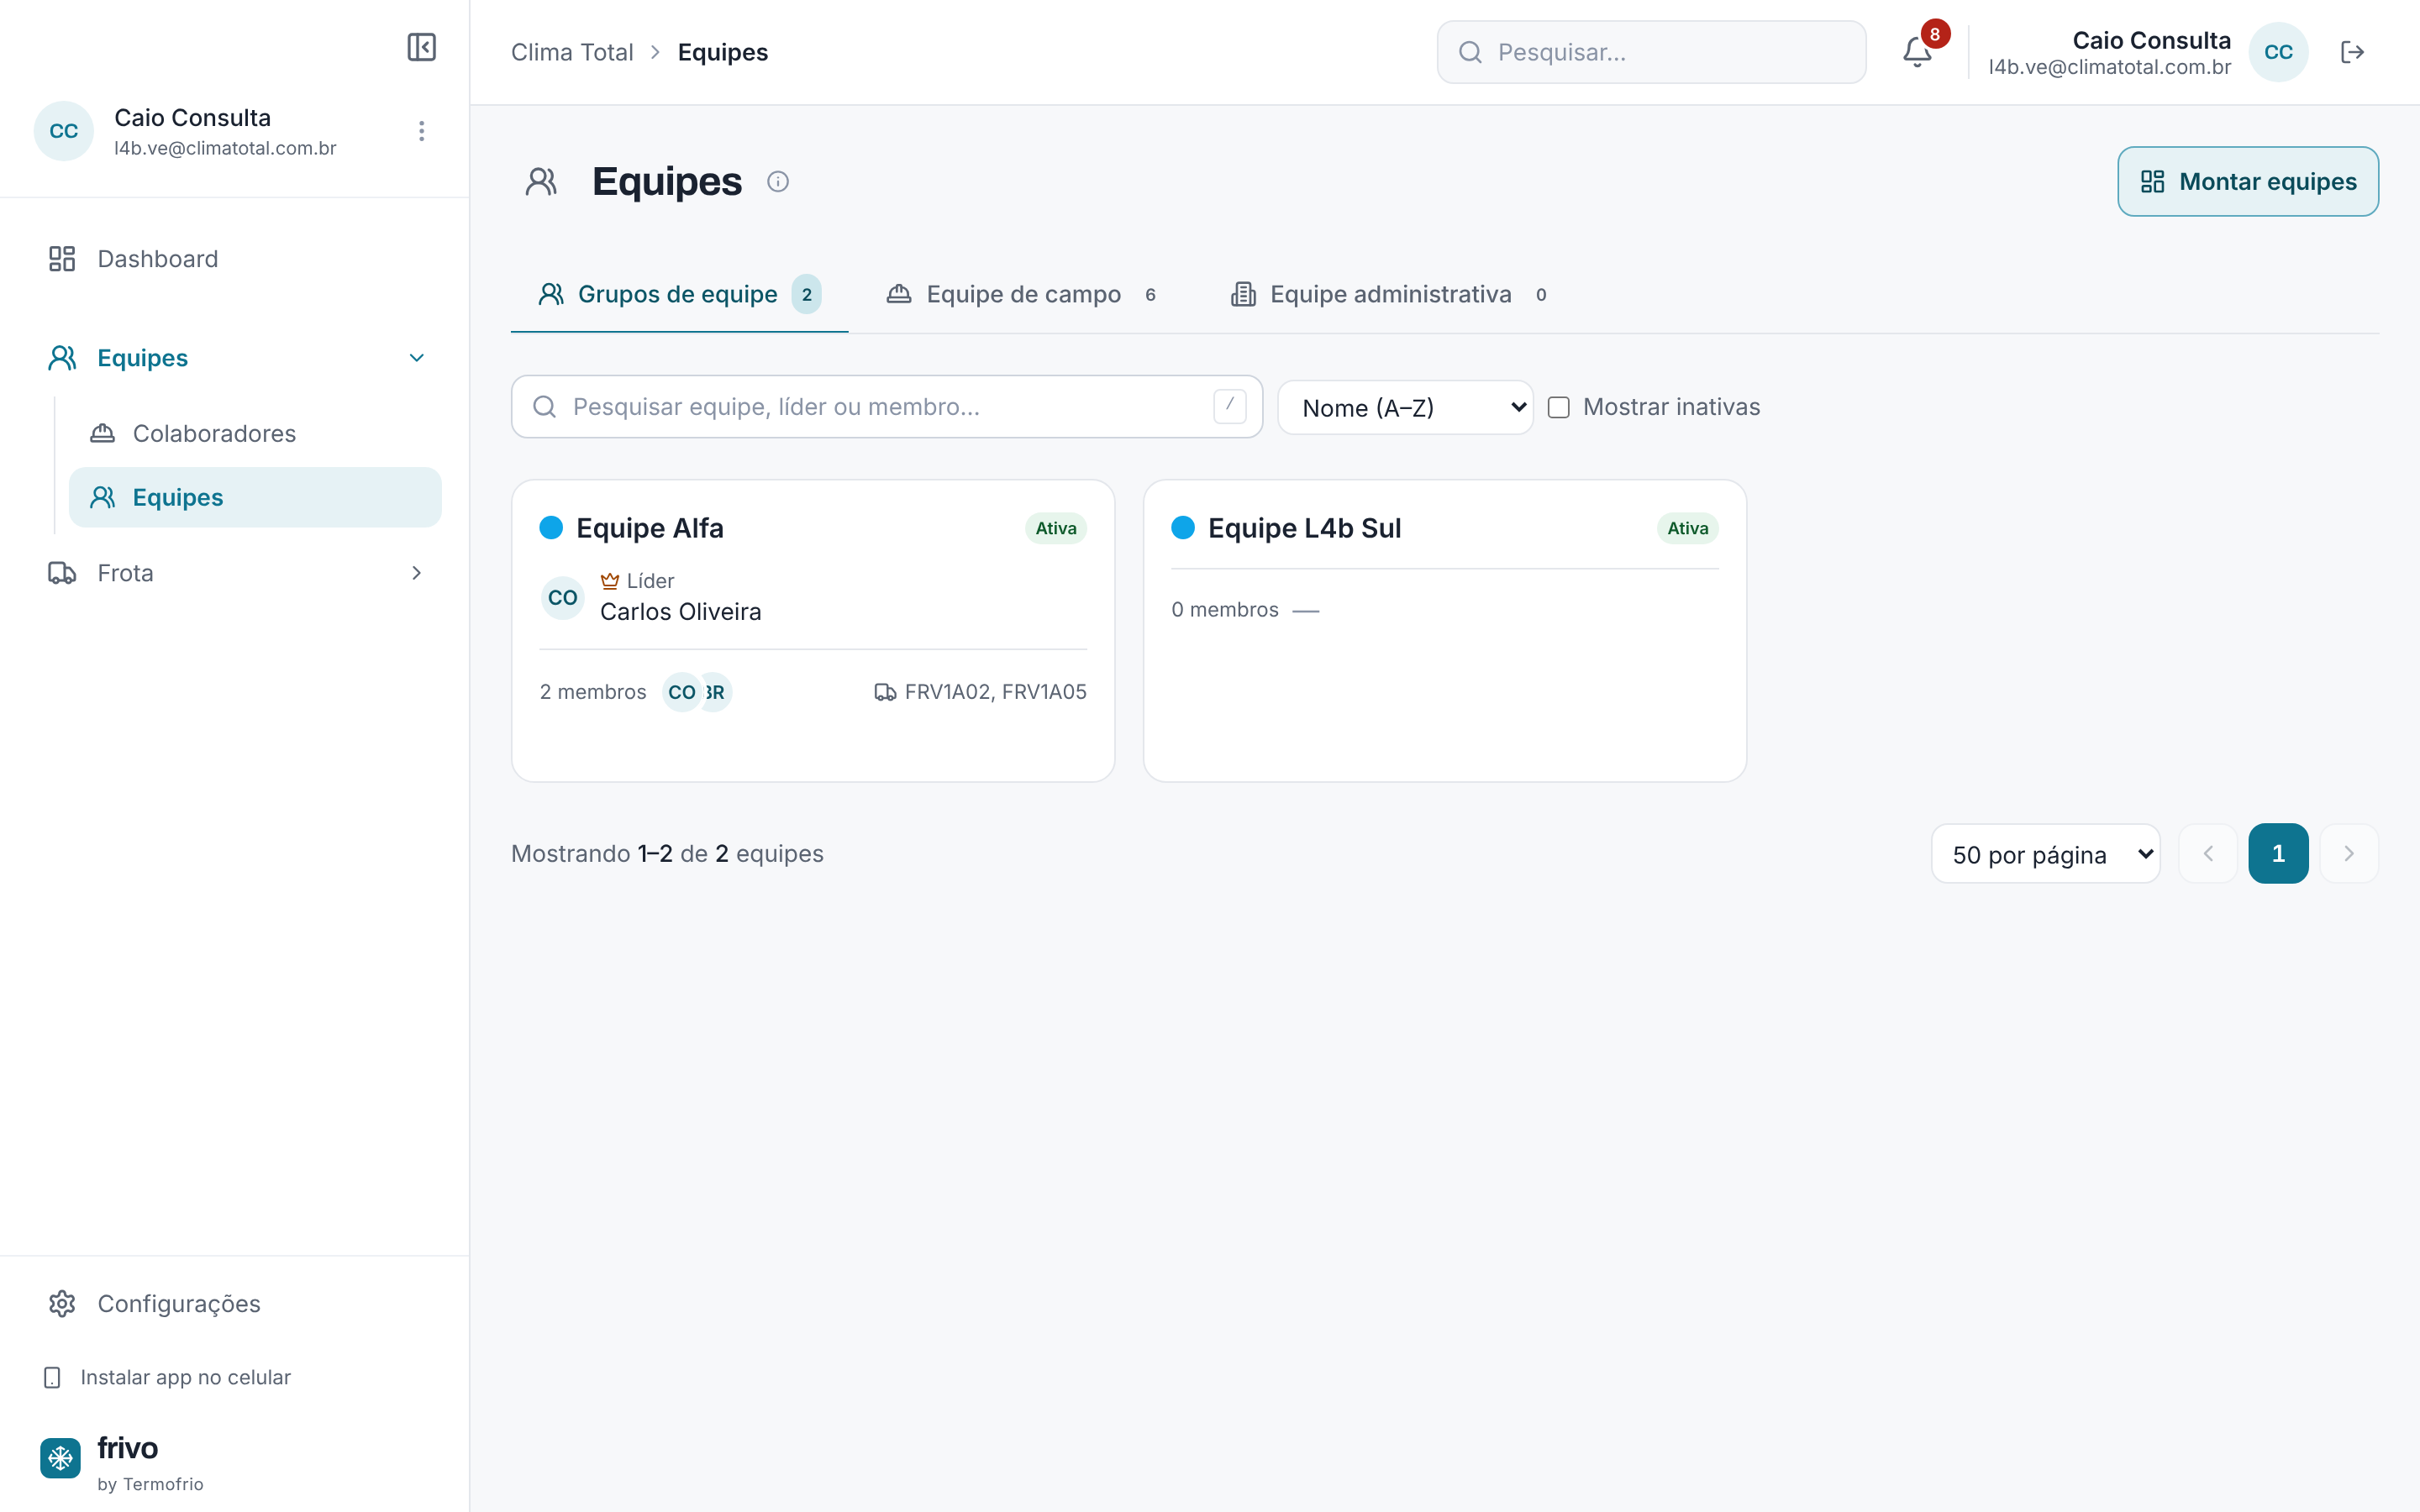 CC
Caio Consulta
l4b.ve@climatotal.com.br
Dashboard
Equipes
Colaboradores
Equipes
Frota
Configurações
Instalar app no celular
frivo
by Termofrio
Clima Total > Equipes
Pesquisar...
8
Caio Consulta
l4b.ve@climatotal.com.br
CC
Equipes
Montar equipes
Grupos de equipe 2
Equipe de campo 6
Equipe administrativa 0
Pesquisar equipe, líder ou membro... /
Nome (A–Z)
Mostrar inativas
Equipe Alfa Ativa
CO
Líder
Carlos Oliveira
2 membros CO BR FRV1A02, FRV1A05
Equipe L4b Sul Ativa
0 membros —
Mostrando 1–2 de 2 equipes
50 por página
1